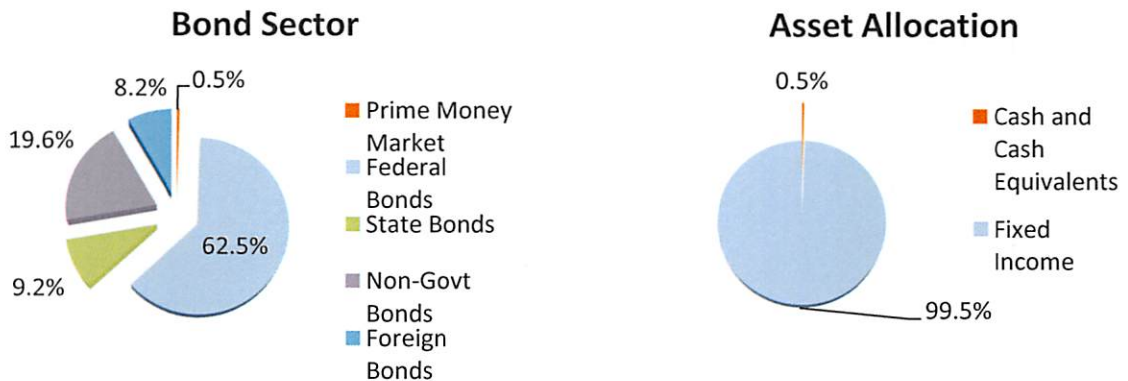 Bond Sector
8.2%
0.5%
19.6%
62.5%
9.2%
Prime Money
Market
Federal
Bonds
State Bonds
Non-Govt
Bonds
Foreign
Bonds
Asset Allocation
0.5%
99.5%
Cash and
Cash
Equivalents
Fixed
Income